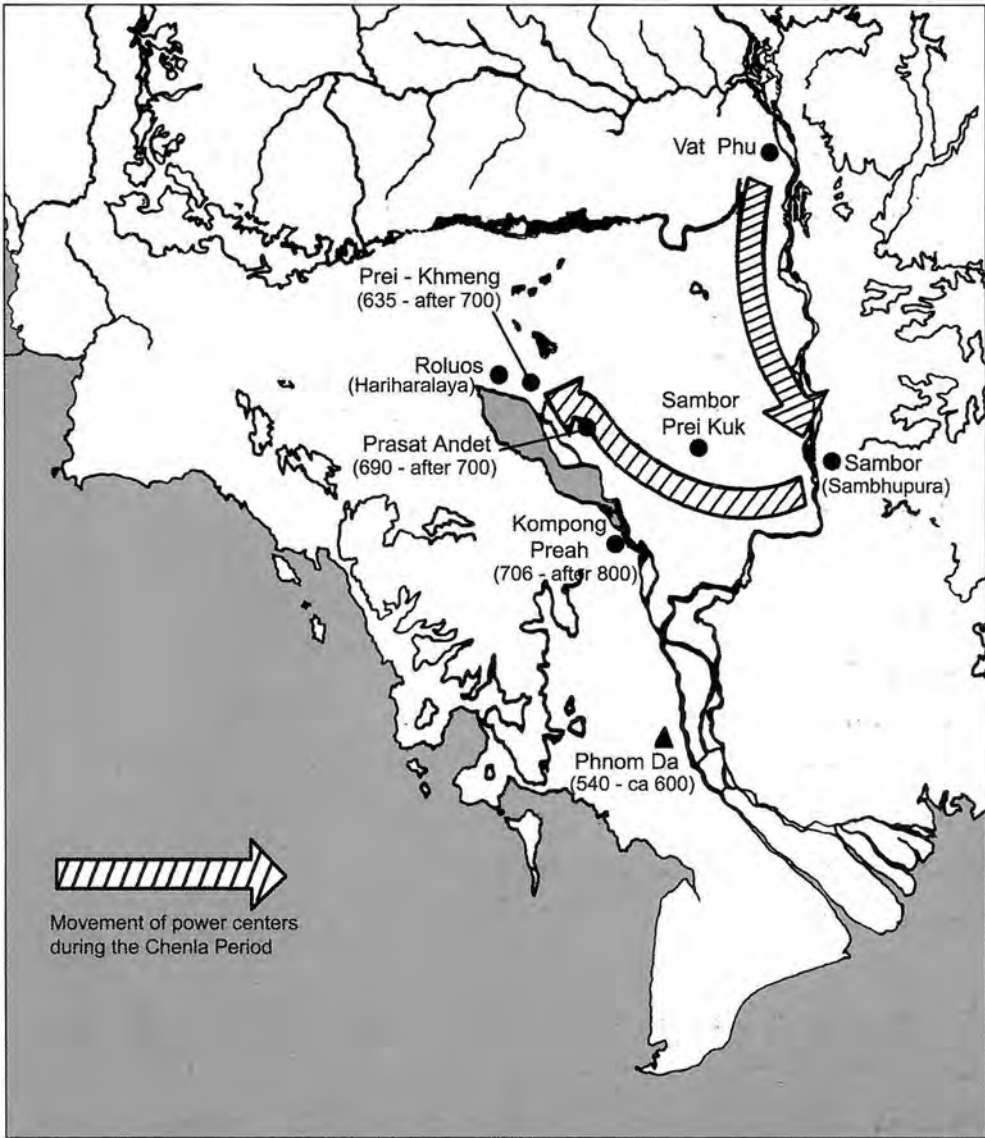 Vat Phu
Prei - Khmeng
(635 - after 700)
Roluos
(Hariharalaya)
Sambor
Prei Kuk
Prasat Andet
(690 - after 700)
Sambor
(Sambhupura)
Kompong
Preah
(706 - after 800)
Phnom Da
(540 - ca 600)
Movement of power centers
during the Chenla Period